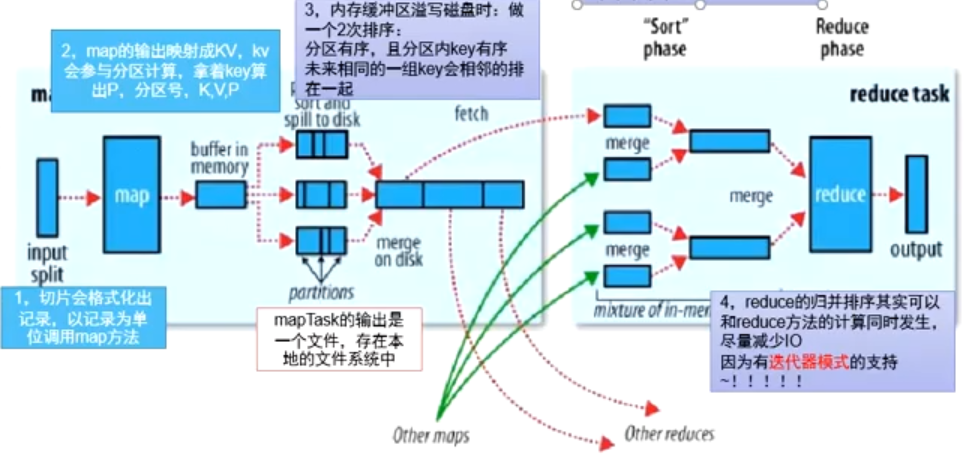 3，内存缓冲区溢写磁盘时：做
一个2次排序：
分区有序，且分区内key有序
未来相同的一组key会相邻的排
在一起
2，map的输出映射成KV，kv
会参与分区计算，拿着key算
出P，分区号，K,V,P
"Sort"
phase
Reduce
phase
reduce task
sort and
spill to disk
fetch
buffer in
memory
map
merge
merge
reduce
input
split
merge
on disk
merge
output
partitions
1，切片会格式化出
记录，以记录为单
位调用map方法
mapTask的输出是
一个文件，存在本
地的文件系统中
mixture of in-mem
4，reduce的归并排序其实可以
和reduce方法的计算同时发生，
尽量减少IO
因为有迭代器模式的支持
~！！！！！
Other maps
Other reduces